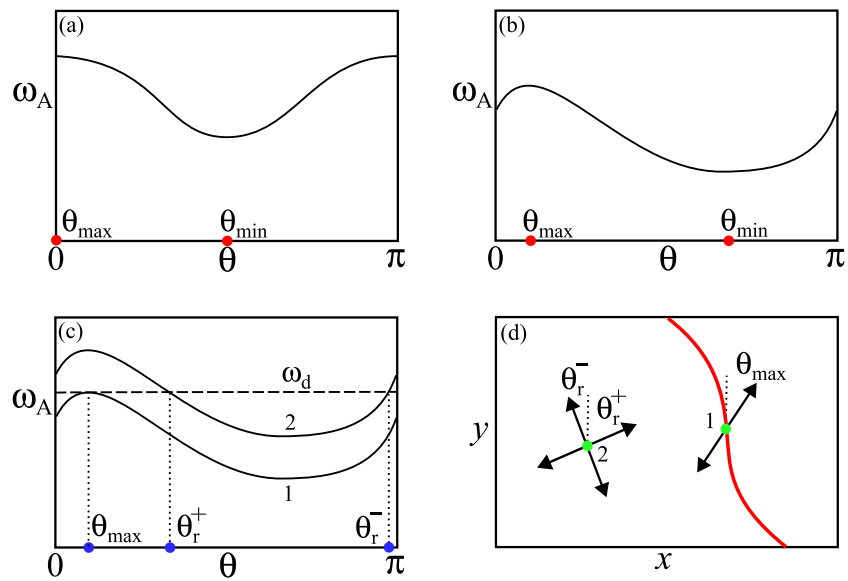 (a)
ω_A
θ_max
θ_min
0
θ
π
(b)
ω_A
θ_max
θ_min
0
θ
π
(c)
ω_A
ω_d
2
1
θ_max
θ_r^+
θ_r^-
0
θ
π
(d)
θ_r^-
θ_r^+
θ_max
1
2
y
x